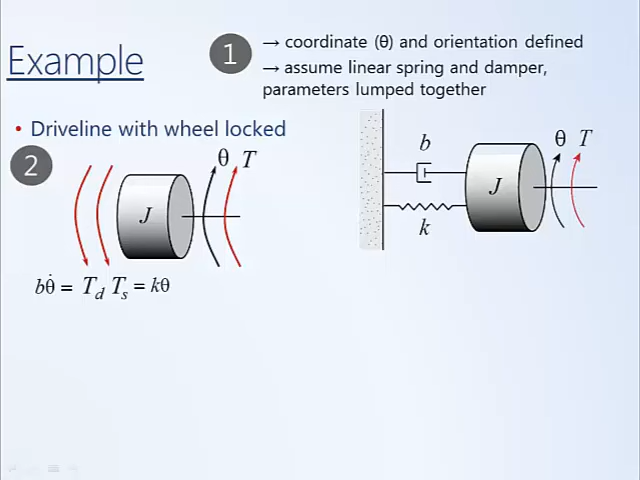 Example
1 → coordinate (θ) and orientation defined
→ assume linear spring and damper,
parameters lumped together
• Driveline with wheel locked
2
θ T
J
bθ̇ = T_d T_s = kθ
b
θ T
J
k